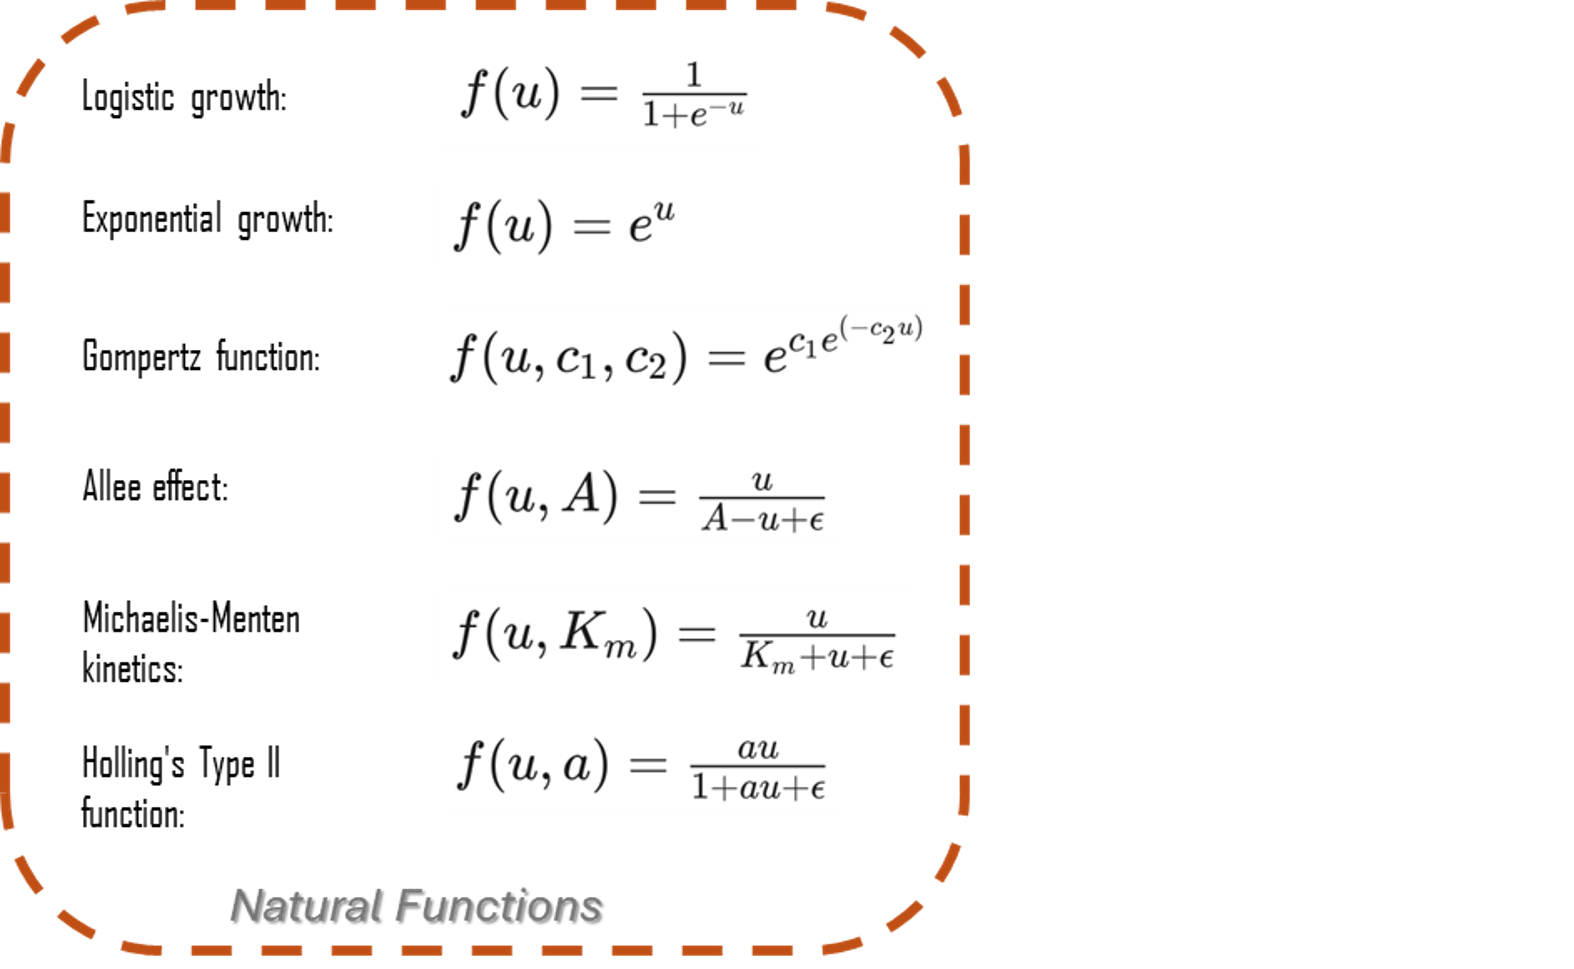 Logistic growth: f(u) = \frac{1}{1+e^{-u}}
Exponential growth: f(u) = e^u
Gompertz function: f(u, c_1, c_2) = e^{c_1 e^{(-c_2 u)}}
Allee effect: f(u, A) = \frac{u}{A-u+\epsilon}
Michaelis-Menten
kinetics: f(u, K_m) = \frac{u}{K_m+u+\epsilon}
Holling's Type II
function: f(u, a) = \frac{au}{1+au+\epsilon}
Natural Functions